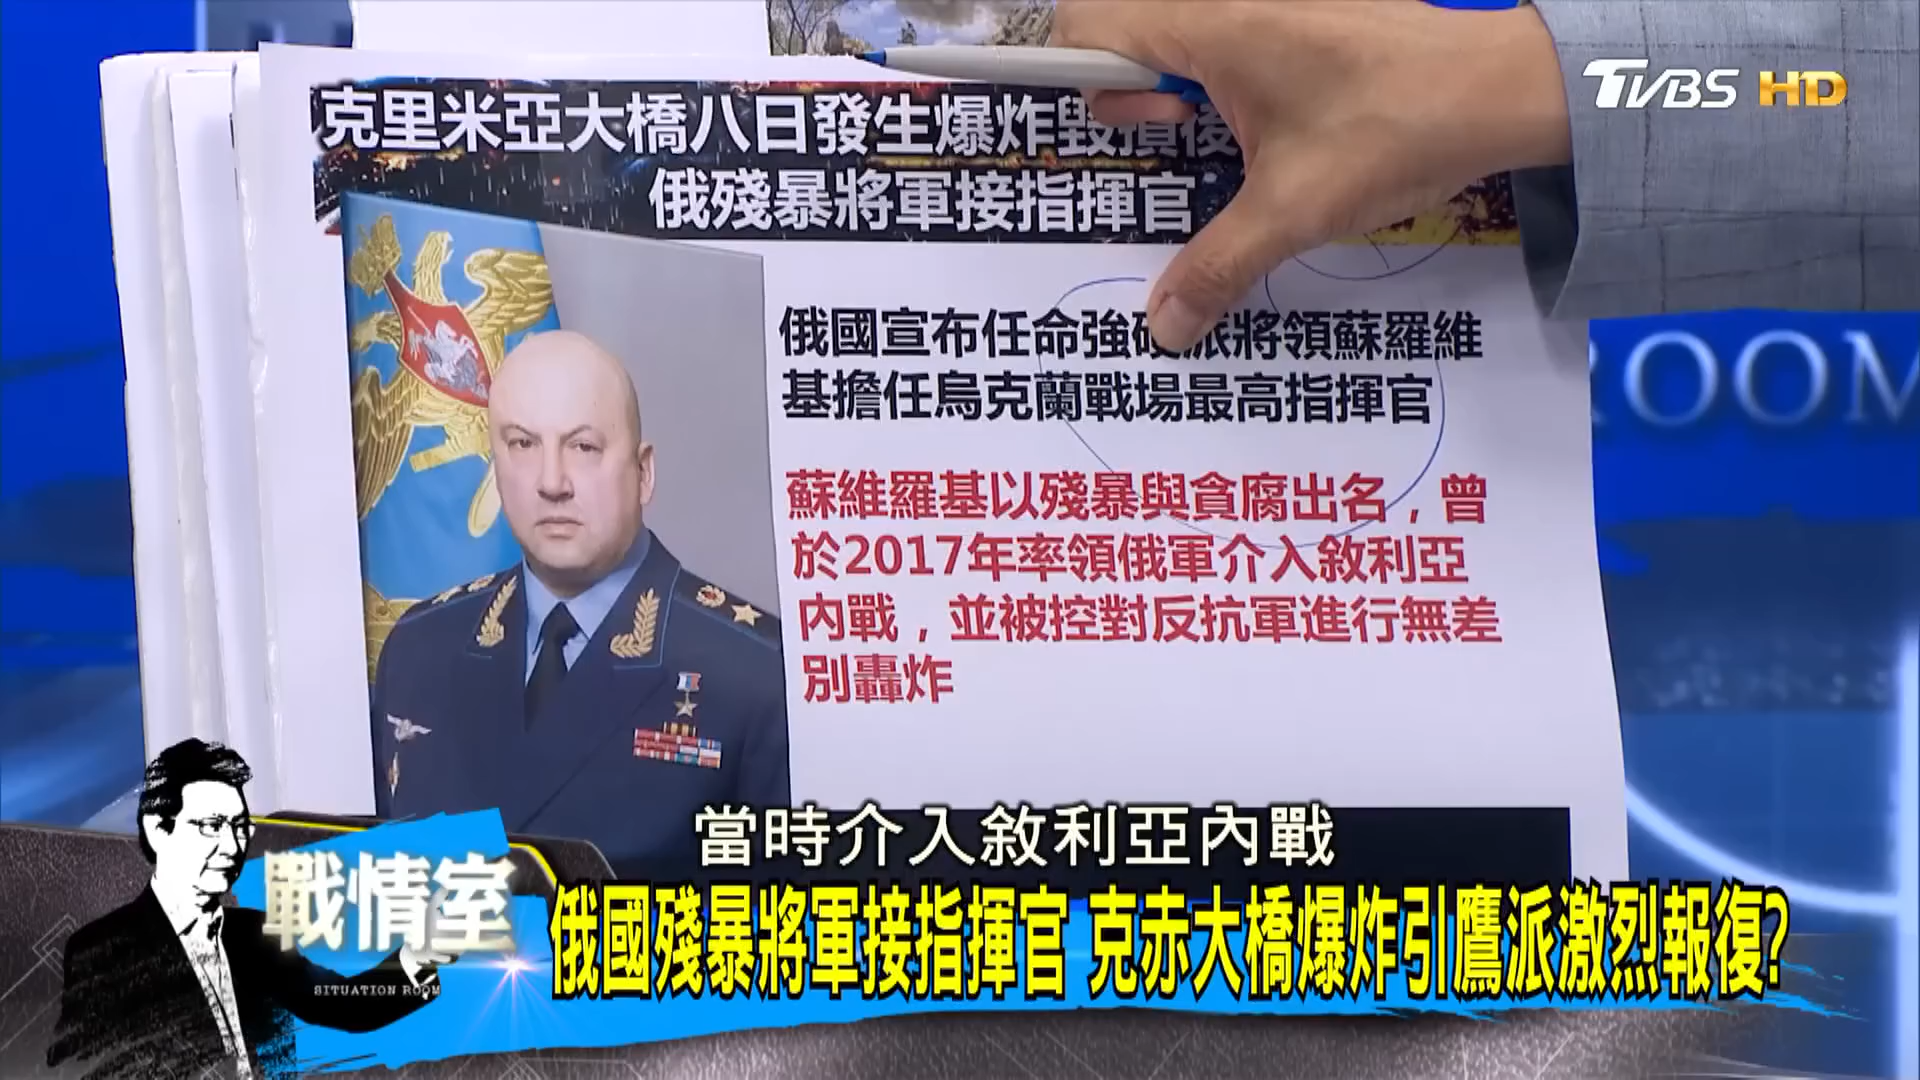 TVBS HD
克里米亞大橋八日發生爆炸毀損後
俄殘暴將軍接指揮官
俄國宣布任命強硬派將領蘇羅維
基擔任烏克蘭戰場最高指揮官
蘇維羅基以殘暴與貪腐出名，曾
於2017年率領俄軍介入敘利亞
內戰，並被控對反抗軍進行無差
別轟炸
ROOM
當時介入敘利亞內戰
戰情室
SITUATION ROOM
俄國殘暴將軍接指揮官 克赤大橋爆炸引鷹派激烈報復?